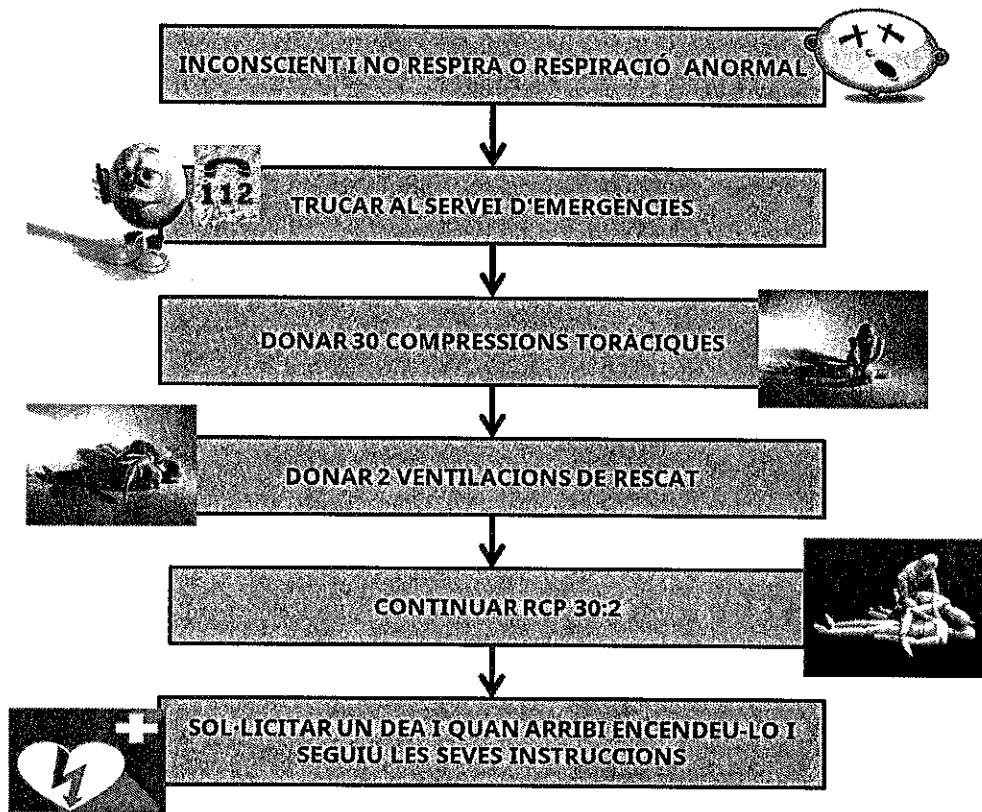 INCONSCIENT I NO RESPIRA O RESPIRACIÓ ANORMAL
112
TRUCAR AL SERVEI D'EMERGÈNCIES
DONAR 30 COMPRESSIONS TORÀCIQUES
DONAR 2 VENTILACIONS DE RESCAT
CONTINUAR RCP 30:2
SOL·LICITAR UN DEA I QUAN ARRIBI ENCENDEU-LO I
SEGUIU LES SEVES INSTRUCCIONS